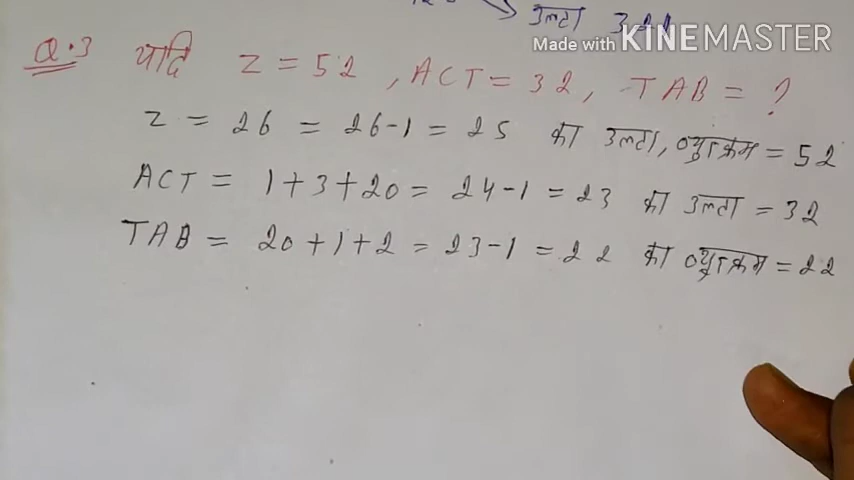 उल्टा
Made with KINEMASTER
Q.3 यादि Z = 52 , ACT = 32 , TAB = ?
Z = 26 = 26-1 = 25 का उल्टा, व्युत्क्रम = 52
ACT = 1+3+20 = 24-1 = 23 का उल्टा = 32
TAB = 20+1+2 = 23-1 = 22 का व्युत्क्रम = 22